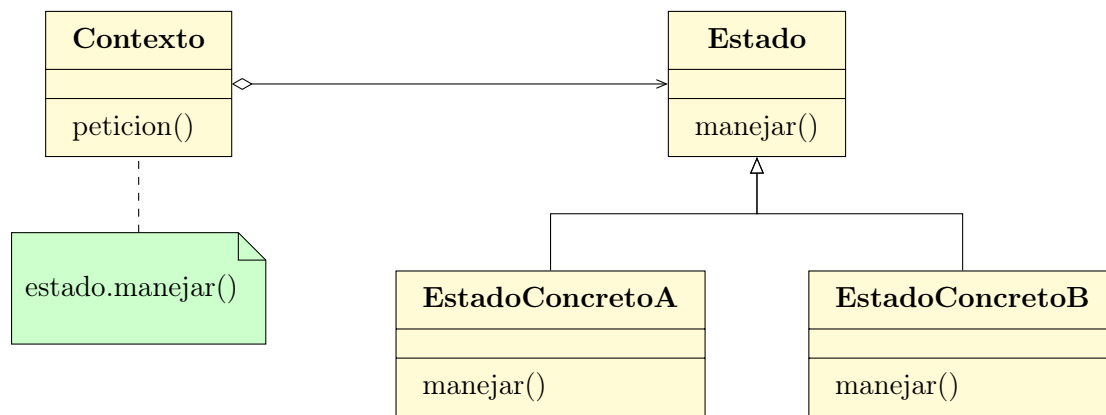 Contexto
peticion()
Estado
manejar()
estado.manejar()
EstadoConcretoA
manejar()
EstadoConcretoB
manejar()